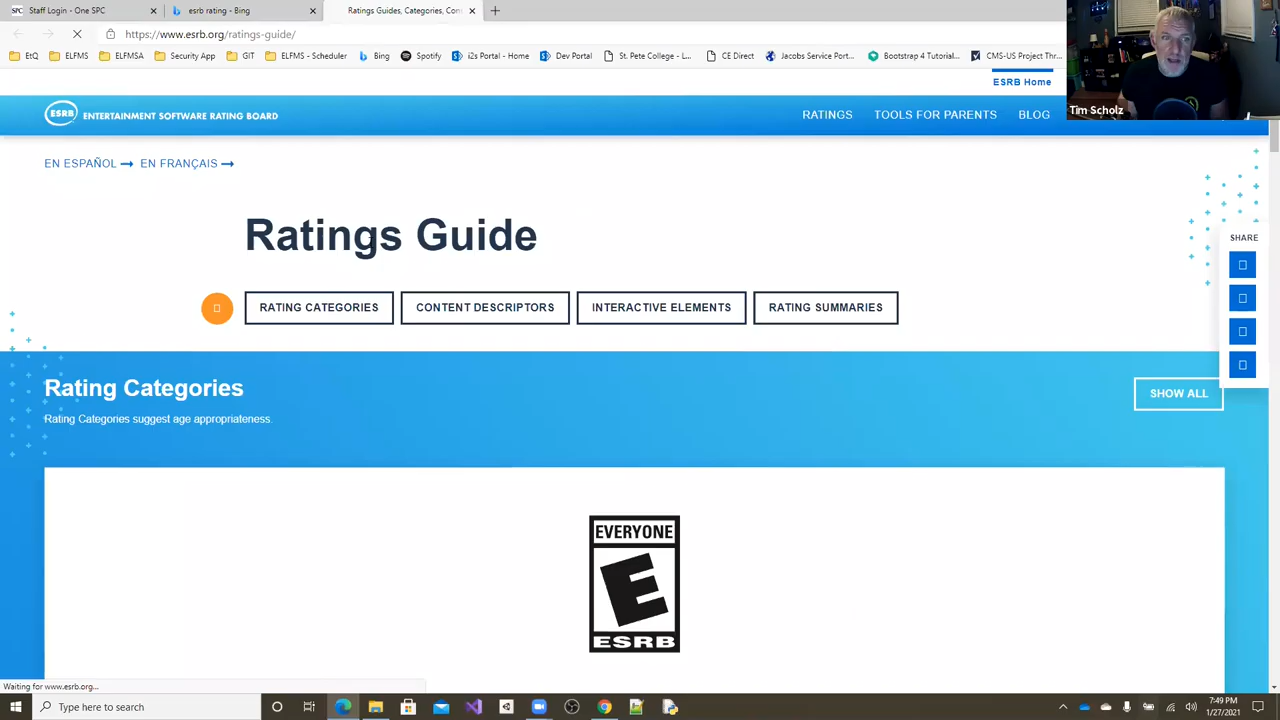 Staff Login - One SPC
esrb rating - Bing
Ratings Guides, Categories, Con
https://www.esrb.org/ratings-guide/
EtQ
ELFMS
ELFMSA
Security App
GIT
ELFMS - Scheduler
Bing
Spotify
i2s Portal - Home
Dev Portal
St. Pete College - L...
CE Direct
Jacobs Service Port...
Bootstrap 4 Tutorial...
CMS-US Project Thr...
Tim Scholz
ESRB Home
ESRB ENTERTAINMENT SOFTWARE RATING BOARD
RATINGS
TOOLS FOR PARENTS
BLOG
EN ESPAÑOL
EN FRANÇAIS
Ratings Guide
SHARE
RATING CATEGORIES
CONTENT DESCRIPTORS
INTERACTIVE ELEMENTS
RATING SUMMARIES
Rating Categories
SHOW ALL
Rating Categories suggest age appropriateness.
EVERYONE
E
ESRB
Waiting for www.esrb.org...
Type here to search
7:49 PM
1/27/2021